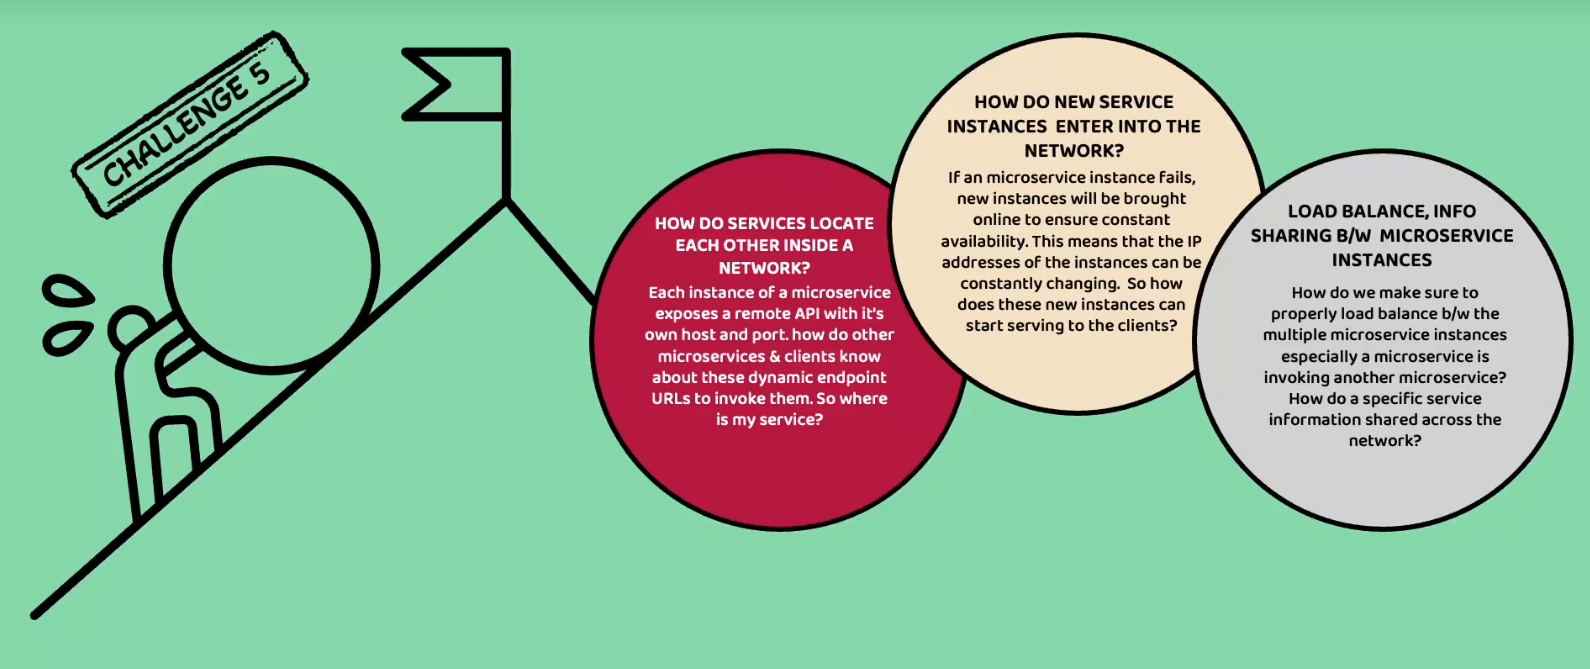 CHALLENGE 5
HOW DO SERVICES LOCATE
EACH OTHER INSIDE A
NETWORK?
Each instance of a microservice
exposes a remote API with it's
own host and port. how do other
microservices & clients know
about these dynamic endpoint
URLs to invoke them. So where
is my service?
HOW DO NEW SERVICE
INSTANCES ENTER INTO THE
NETWORK?
If an microservice instance fails,
new instances will be brought
online to ensure constant
availability. This means that the IP
addresses of the instances can be
constantly changing. So how
does these new instances can
start serving to the clients?
LOAD BALANCE, INFO
SHARING B/W MICROSERVICE
INSTANCES
How do we make sure to
properly load balance b/w the
multiple microservice instances
especially a microservice is
invoking another microservice?
How do a specific service
information shared across the
network?